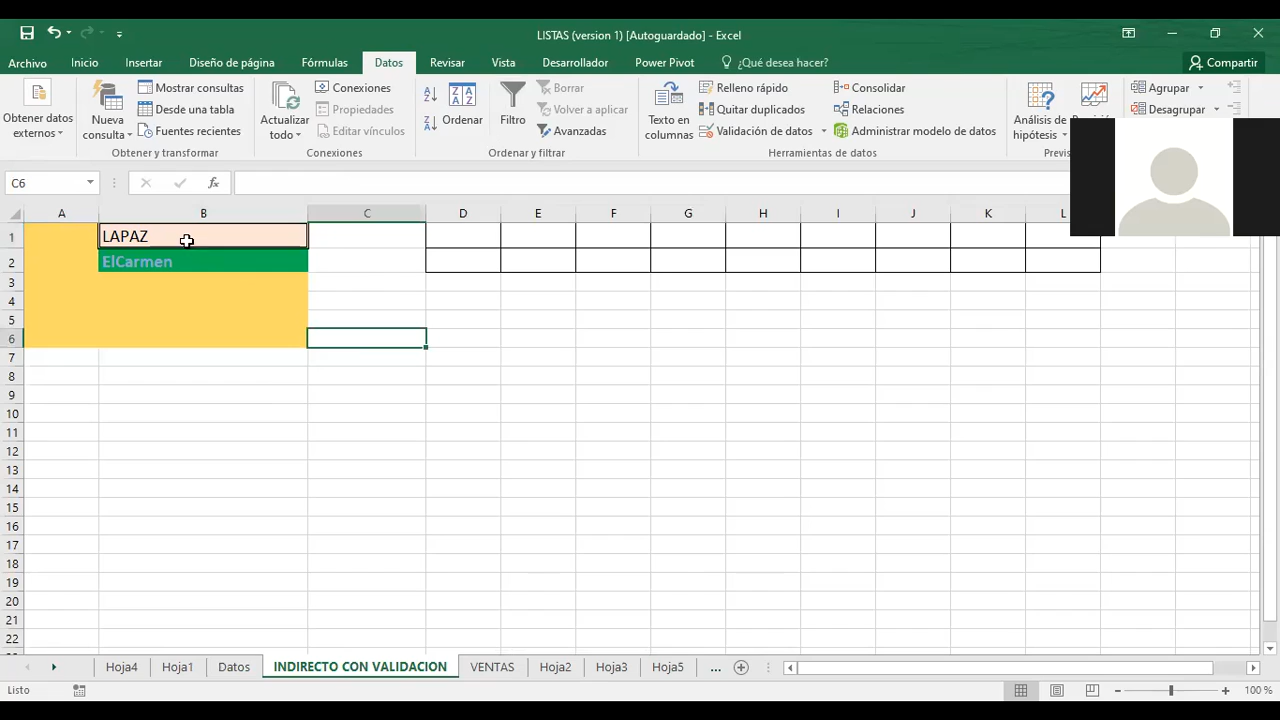 LISTAS (version 1) [Autoguardado] - Excel
Archivo Inicio Insertar Diseño de página Fórmulas Datos Revisar Vista Desarrollador Power Pivot ¿Qué desea hacer? Compartir
Obtener datos externos
Nueva consulta
Mostrar consultas
Desde una tabla
Fuentes recientes
Obtener y transformar
Actualizar todo
Conexiones
Propiedades
Editar vínculos
Conexiones
Ordenar
Filtro
Borrar
Volver a aplicar
Avanzadas
Ordenar y filtrar
Texto en columnas
Relleno rápido
Quitar duplicados
Validación de datos
Consolidar
Relaciones
Administrar modelo de datos
Herramientas de datos
Análisis de hipótesis
Agrupar
Desagrupar
C6
fx
A B C D E F G H I J K L
1 LAPAZ
2 ElCarmen
3
4
5
6
7
8
9
10
11
12
13
14
15
16
17
18
19
20
21
22
Hoja4 Hoja1 Datos INDIRECTO CON VALIDACION VENTAS Hoja2 Hoja3 Hoja5 ...
Listo 100 %